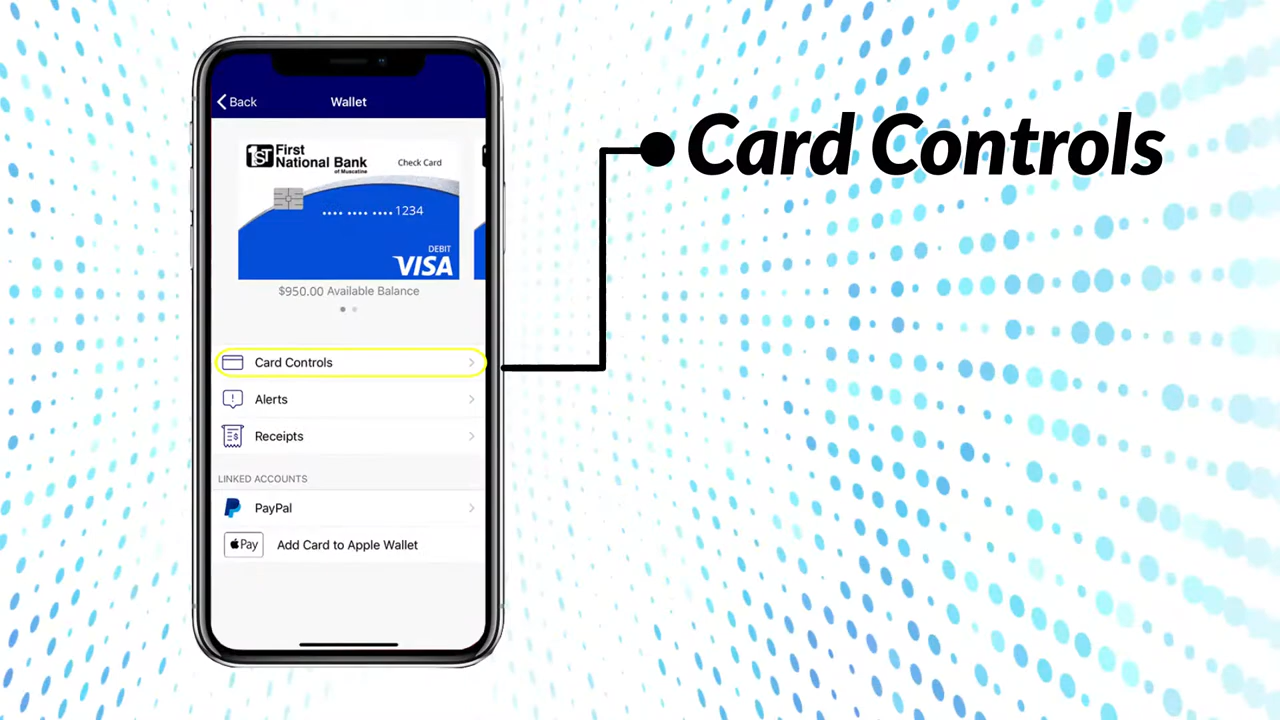 Back
Wallet
1ST First
National Bank
of Muscatine
Check Card
•••• •••• •••• 1234
DEBIT
VISA
$950.00 Available Balance
Card Controls
Alerts
Receipts
LINKED ACCOUNTS
PayPal
Pay Add Card to Apple Wallet
Card Controls